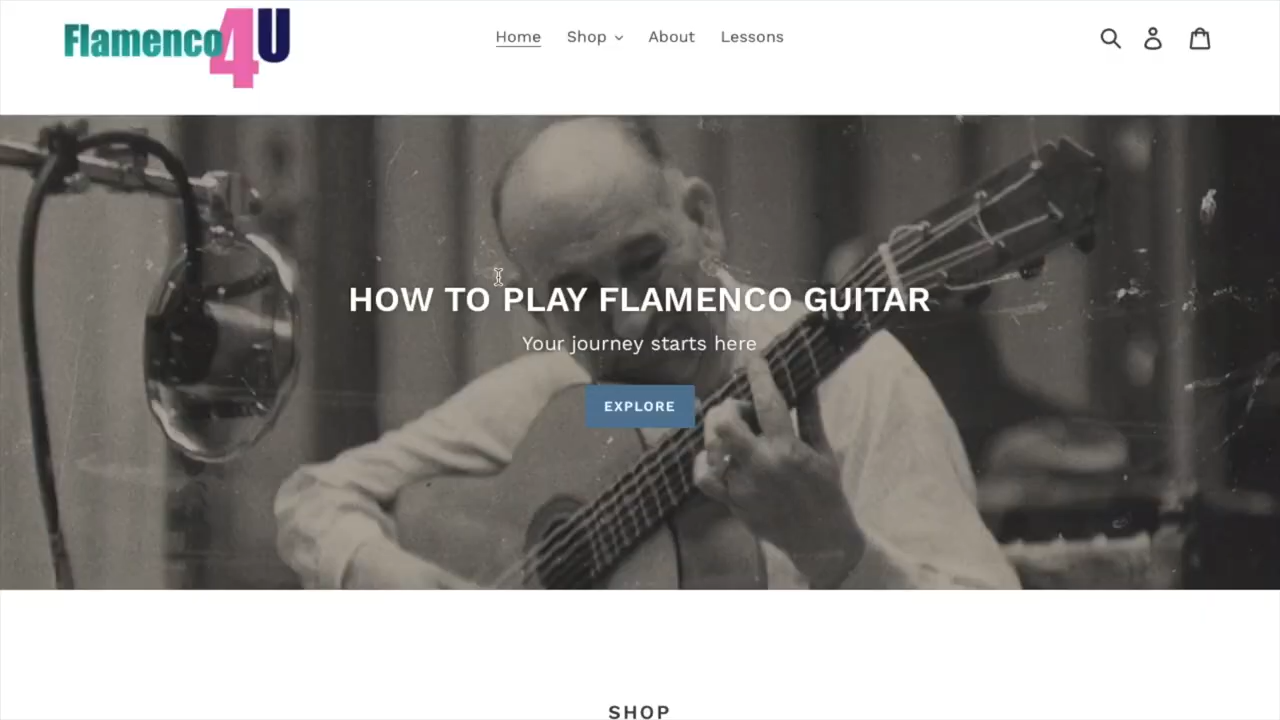 Flamenco4U
Home Shop About Lessons
HOW TO PLAY FLAMENCO GUITAR
Your journey starts here
EXPLORE
SHOP